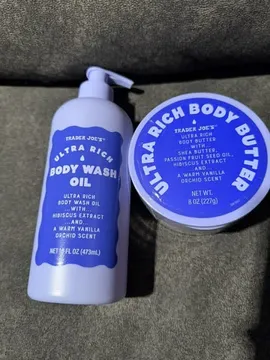 TRADER JOE'S
ULTRA RICH
BODY WASH
OIL
ULTRA RICH
BODY WASH OIL
WITH
HIBISCUS EXTRACT
AND
A WARM VANILLA
ORCHID SCENT
NET 16 FL OZ (473mL)
ULTRA RICH BODY BUTTER
TRADER JOE'S
ULTRA RICH
BODY BUTTER
WITH
SHEA BUTTER,
PASSION FRUIT SEED OIL,
HIBISCUS EXTRACT
AND
A WARM VANILLA
ORCHID SCENT
NET WT.
8 OZ (227g)